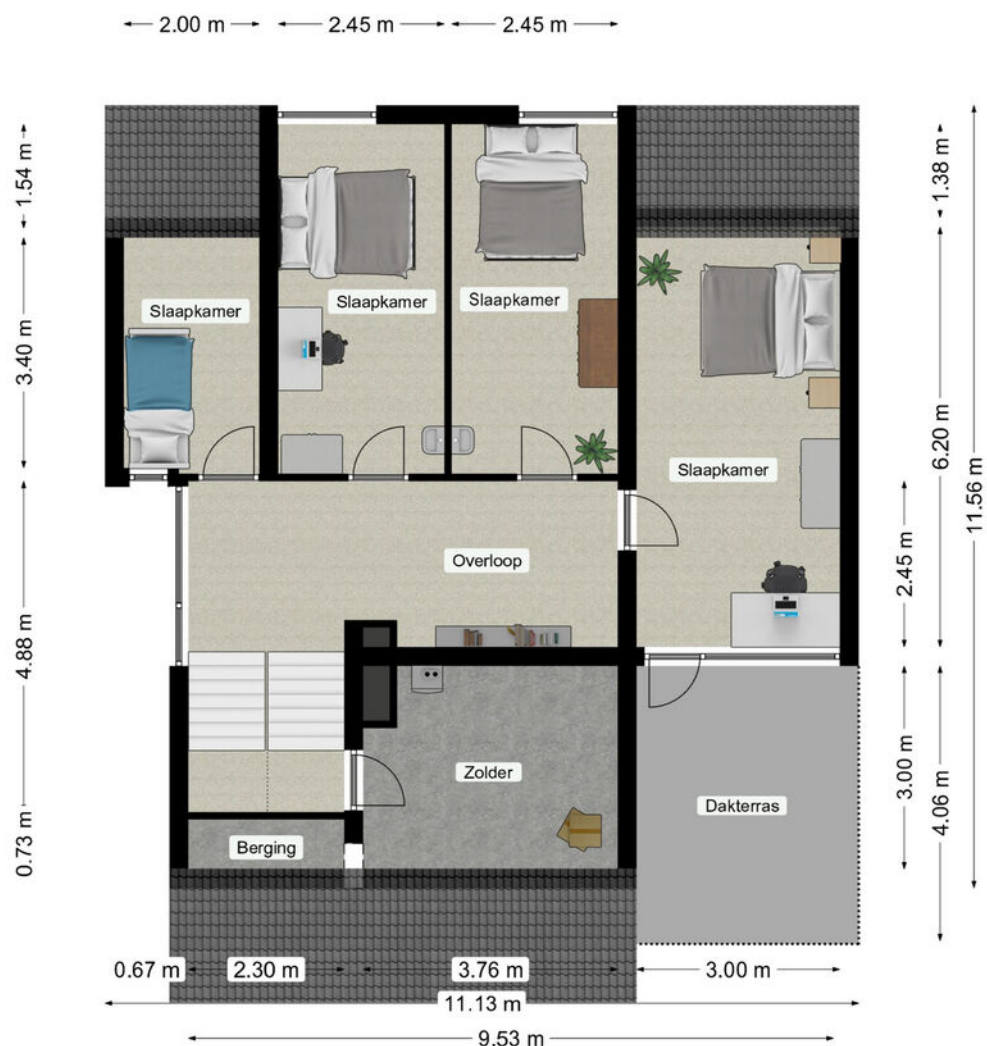 2.00 m
2.45 m
2.45 m
1.54 m
1.38 m
3.40 m
6.20 m
11.56 m
Slaapkamer
Slaapkamer
Slaapkamer
Slaapkamer
Overloop
2.45 m
4.88 m
Zolder
Dakterras
3.00 m
4.06 m
Berging
0.73 m
0.67 m
2.30 m
3.76 m
3.00 m
11.13 m
9.53 m